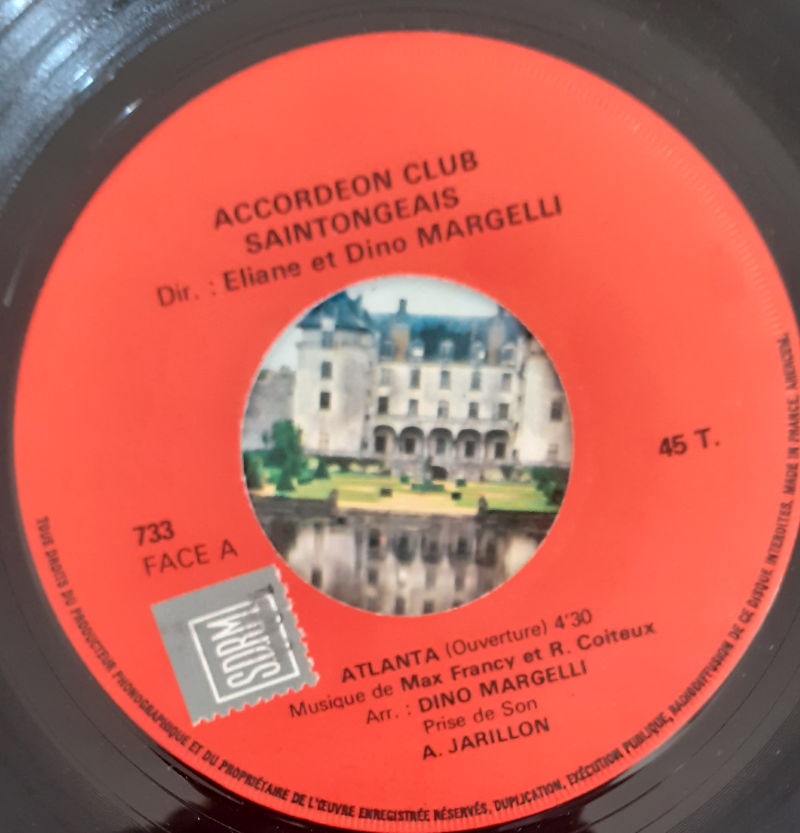 ACCORDEON CLUB
SAINTONGEAIS
Dir. : Eliane et Dino MARGELLI
45 T.
733
FACE A
SORMI
ATLANTA (Ouverture) 4'30
Musique de Max Francy et R. Coiteux
Arr. : DINO MARGELLI
Prise de Son
A. JARILLON
TOUS DROITS DU PRODUCTEUR PHONOGRAPHIQUE ET DU PROPRIÉTAIRE DE L'ŒUVRE ENREGISTRÉE RÉSERVÉS. DUPLICATION, EXÉCUTION PUBLIQUE, RADIODIFFUSION DE CE DISQUE INTERDITES. MADE IN FRANCE.